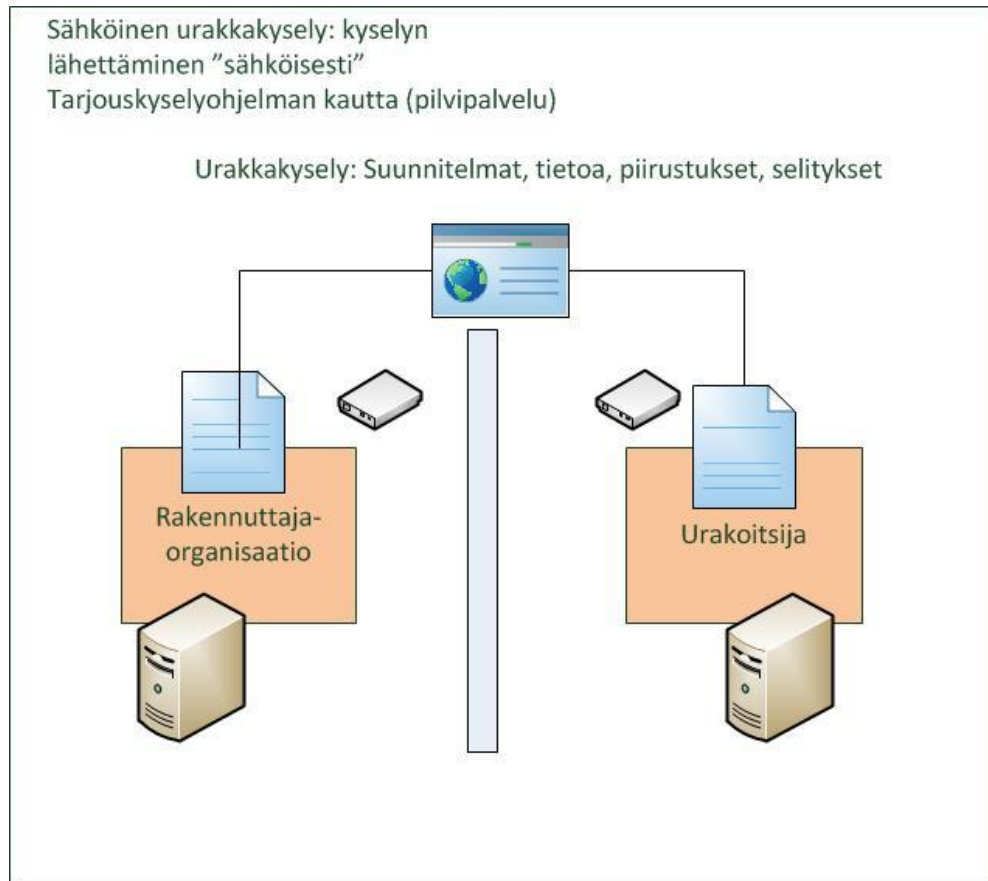 Sähköinen urakkakysely: kyselyn
lähettäminen ”sähköisesti”
Tarjouskyselyohjelman kautta (pilvipalvelu)
Urakkakysely: Suunnitelmat, tietoa, piirustukset, selitykset
Rakennuttaja-
organisaatio
Urakoitsija